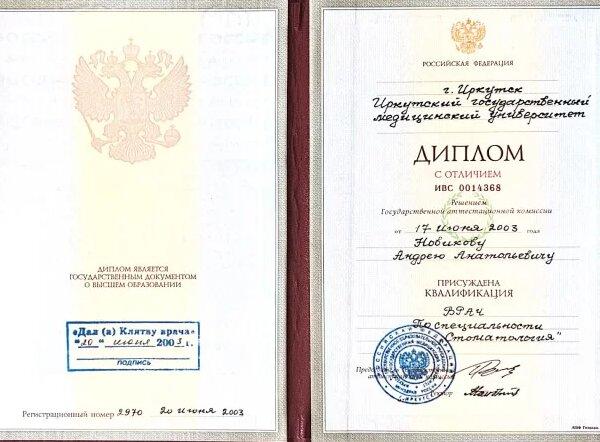 ДИПЛОМ ЯВЛЯЕТСЯ
ГОСУДАРСТВЕННЫМ ДОКУМЕНТОМ
О ВЫСШЕМ ОБРАЗОВАНИИ
«Дал (а) Клятву врача»
"20" июня 2003 г.
подпись
Регистрационный номер 2970 20 июня 2003
РОССИЙСКАЯ ФЕДЕРАЦИЯ
г. Иркутск
Иркутский государственный
медицинский университет
ДИПЛОМ
С ОТЛИЧИЕМ
ИВС 0014368
Решением
Государственной аттестационной комиссии
от 17 июня 2003 года
Новикову
Андрею Анатольевичу
ПРИСУЖДЕНА
КВАЛИФИКАЦИЯ
ВРАЧ
По специальности
Стоматология"